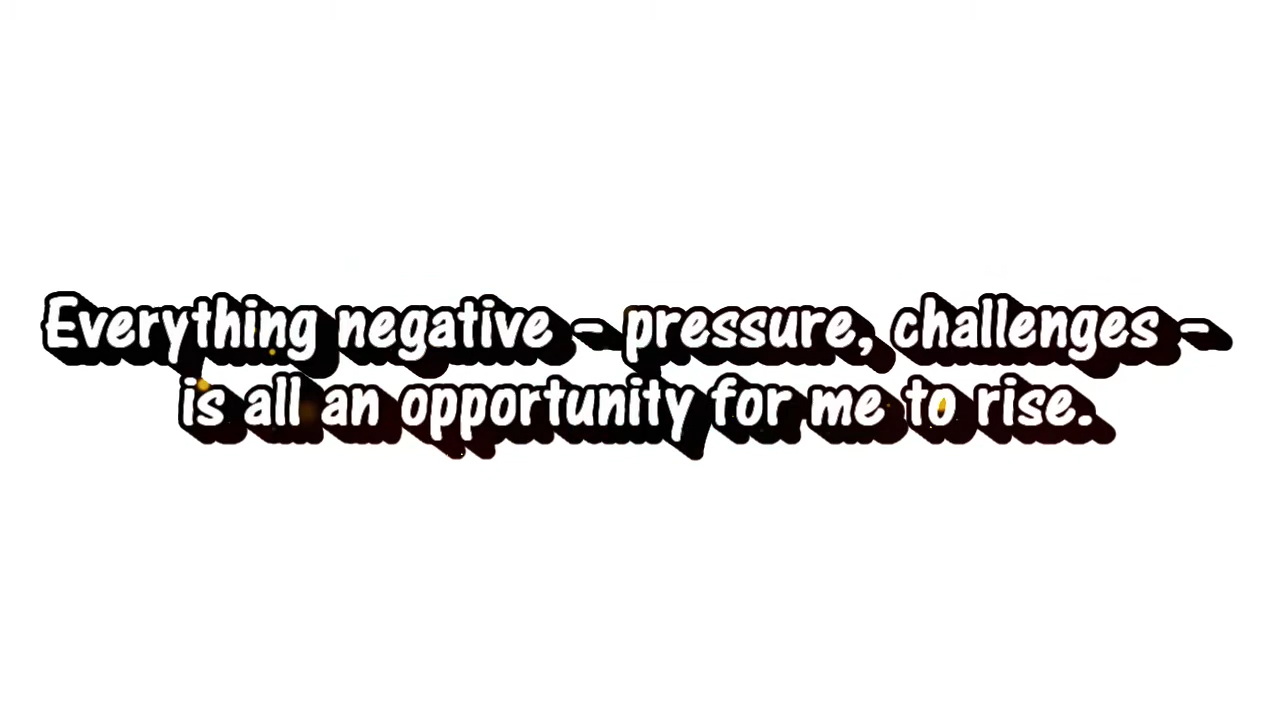 Everything negative - pressure, challenges -
is all an opportunity for me to rise.